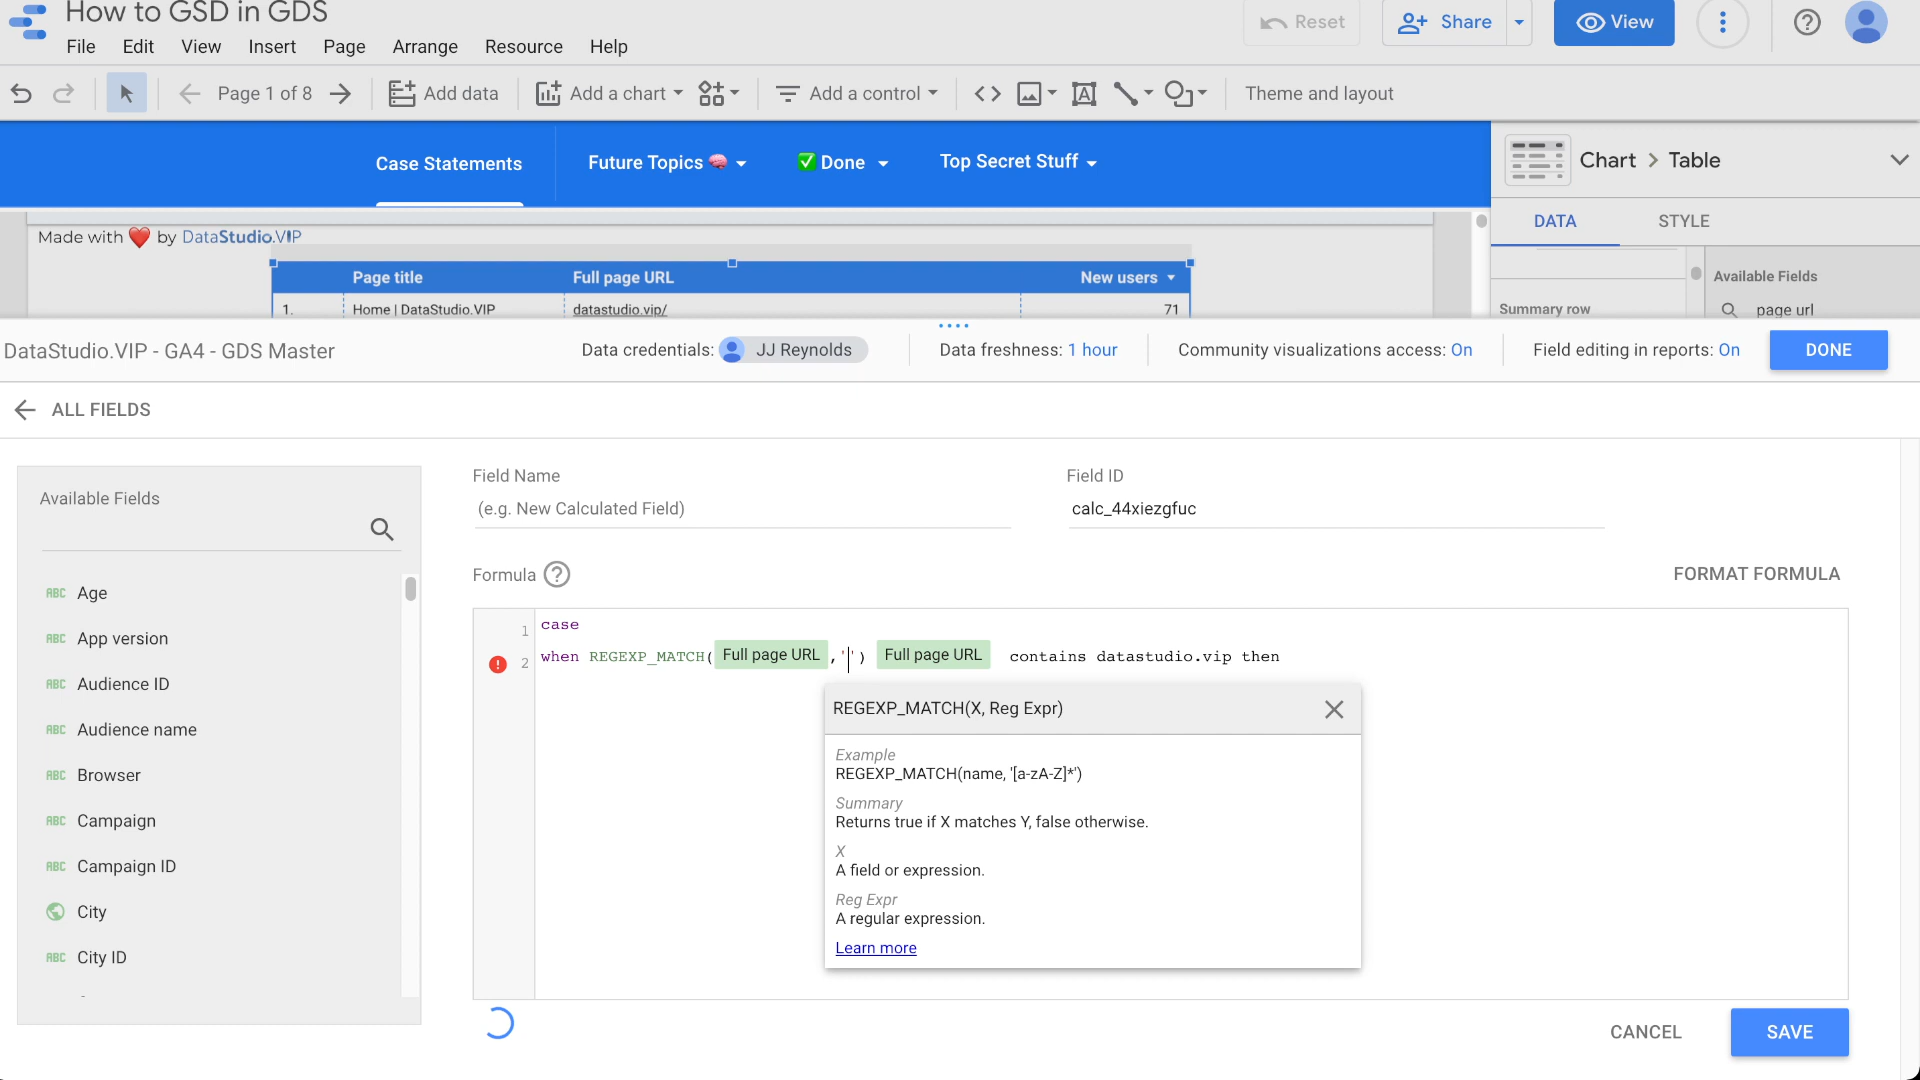 How to GSD in GDS
File Edit View Insert Page Arrange Resource Help
Reset Share View
Page 1 of 8 Add data Add a chart Add a control Theme and layout
Case Statements Future Topics 🧠 ✅ Done Top Secret Stuff
Chart > Table
DATA STYLE
Made with ❤️ by DataStudio.VIP
Page title Full page URL New users
1. Home | DataStudio.VIP datastudio.vip/ 71
Available Fields
Summary row page url
DataStudio.VIP - GA4 - GDS Master Data credentials: JJ Reynolds Data freshness: 1 hour Community visualizations access: On Field editing in reports: On DONE
ALL FIELDS
Available Fields
Age
App version
Audience ID
Audience name
Browser
Campaign
Campaign ID
City
City ID
Field Name Field ID
(e.g. New Calculated Field) calc_44xiezgfuc
Formula FORMAT FORMULA
1 case
2 when REGEXP_MATCH( Full page URL ,'') Full page URL contains datastudio.vip then
REGEXP_MATCH(X, Reg Expr)
Example
REGEXP_MATCH(name, '[a-zA-Z]*')
Summary
Returns true if X matches Y, false otherwise.
X
A field or expression.
Reg Expr
A regular expression.
Learn more
CANCEL SAVE